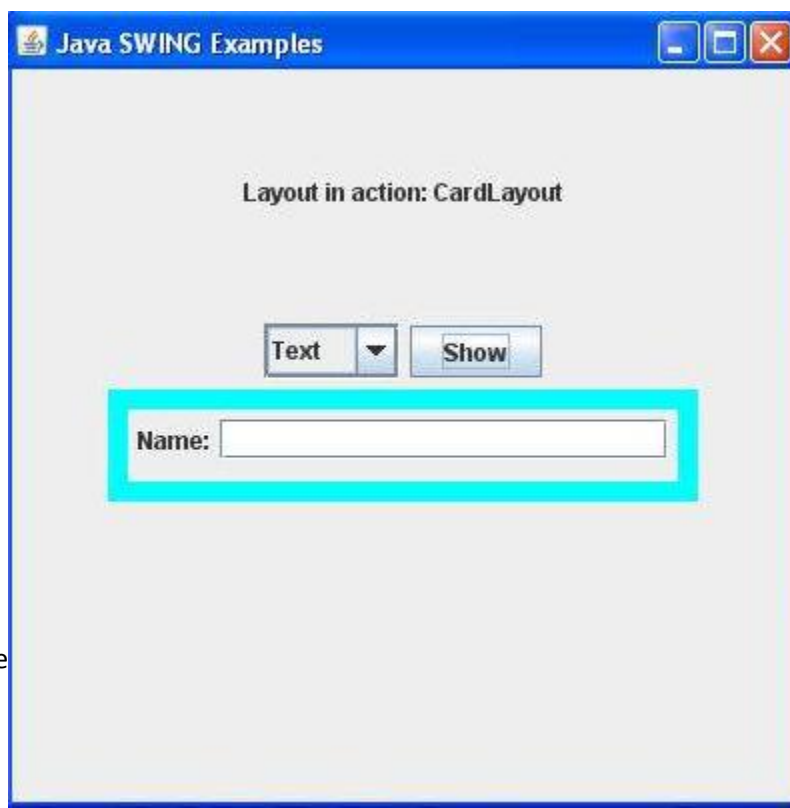 Java SWING Examples
Layout in action: CardLayout
Text Show
Name:
e